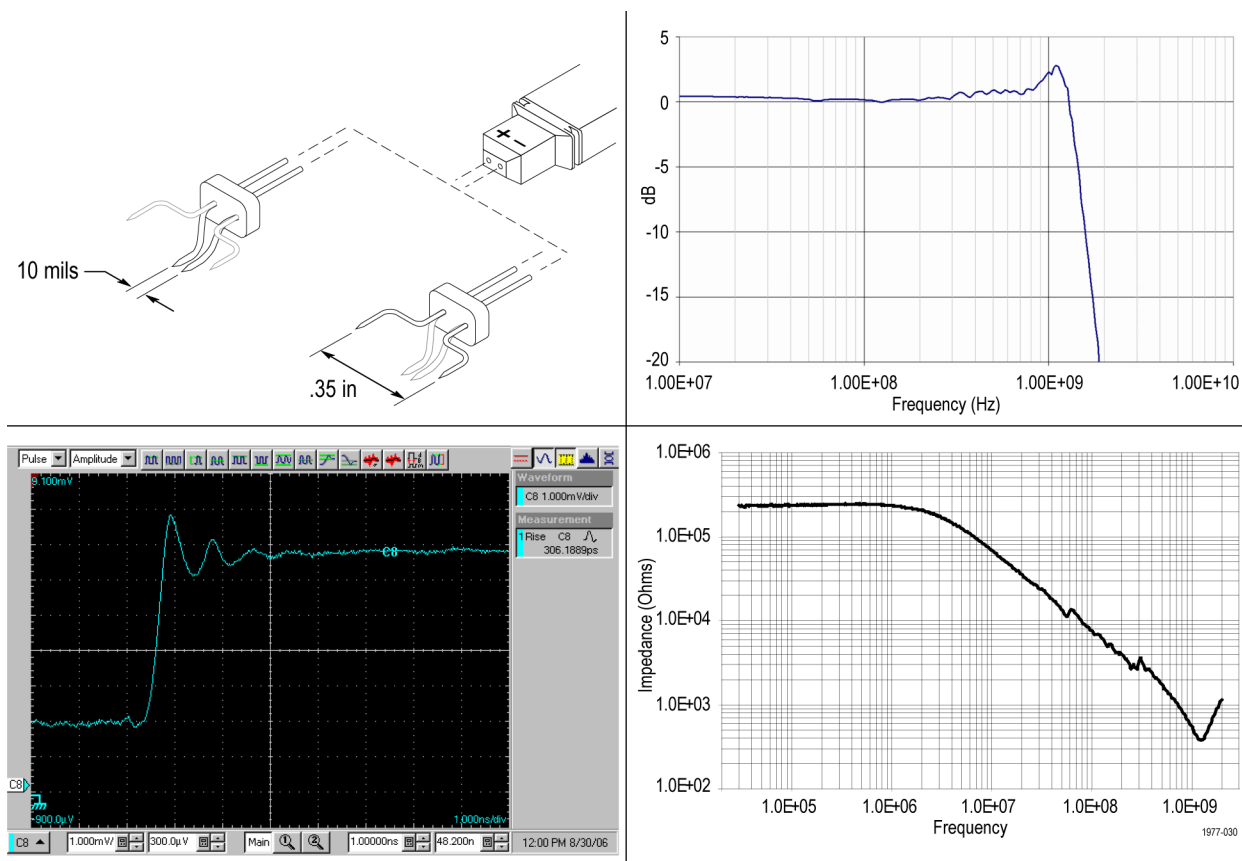 + -
10 mils
.35 in
5
0
-5
-10
-15
-20
dB
1.00E+07 1.00E+08 1.00E+09 1.00E+10
Frequency (Hz)
Pulse Amplitude
9.100mV
C8
C8
-900.0µV
1.000ns/div
Waveform
C8 1.000mV/div
Measurement
1 Rise C8
306.1889ps
C8 1.000mV/ 300.0µV Main 1 2 1.00000ns 48.200n 12:00 PM 8/30/06
1.0E+06
1.0E+05
1.0E+04
1.0E+03
1.0E+02
Impedance (Ohms)
1.0E+05 1.0E+06 1.0E+07 1.0E+08 1.0E+09
Frequency
1977-030